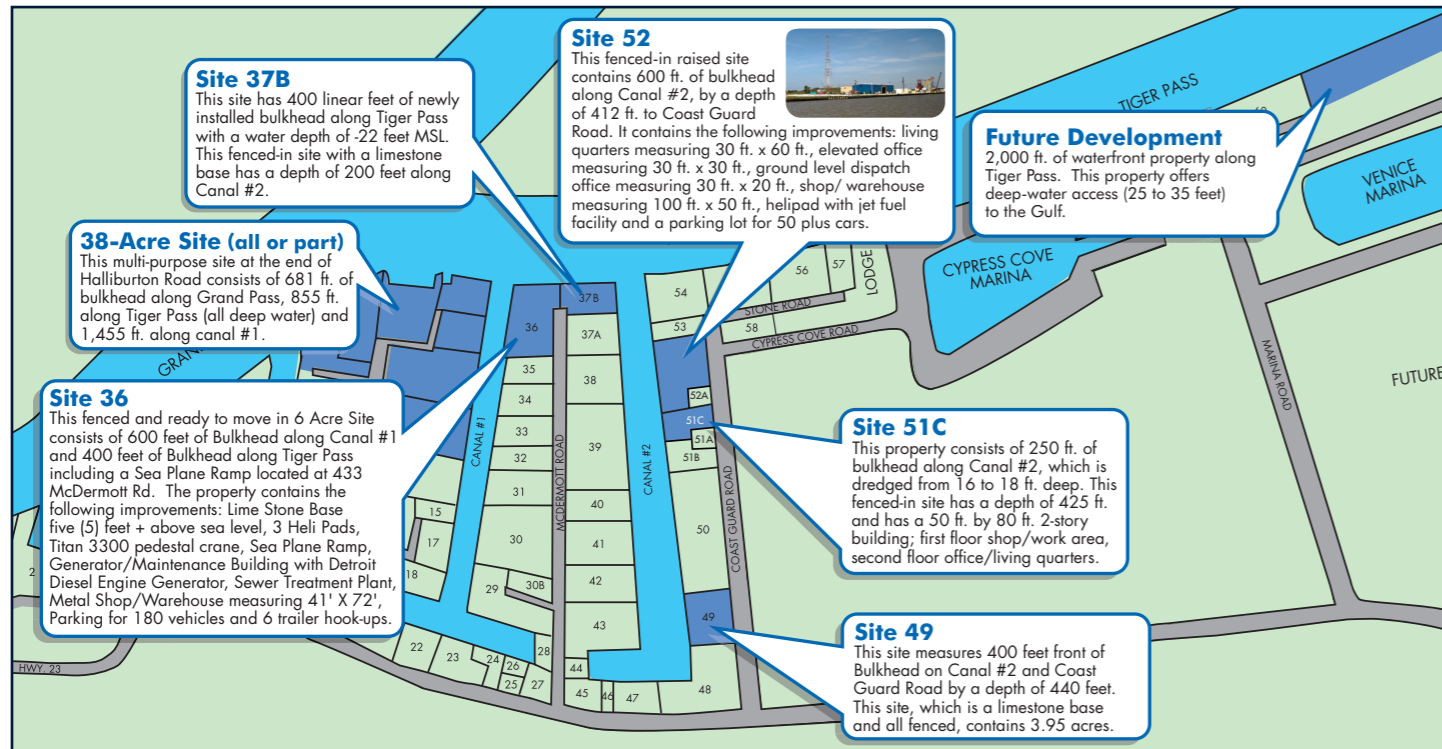 Site 37B
This site has 400 linear feet of newly
installed bulkhead along Tiger Pass
with a water depth of -22 feet MSL.
This fenced-in site with a limestone
base has a depth of 200 feet along
Canal #2.
Site 52
This fenced-in raised site
contains 600 ft. of bulkhead
along Canal #2, by a depth
of 412 ft. to Coast Guard
Road. It contains the following improvements: living
quarters measuring 30 ft. x 60 ft., elevated office
measuring 30 ft. x 30 ft., ground level dispatch
office measuring 30 ft. x 20 ft., shop/ warehouse
measuring 100 ft. x 50 ft., helipad with jet fuel
facility and a parking lot for 50 plus cars.
TIGER PASS
Future Development
2,000 ft. of waterfront property along
Tiger Pass. This property offers
deep-water access (25 to 35 feet)
to the Gulf.
VENICE
MARINA
38-Acre Site (all or part)
This multi-purpose site at the end of
Halliburton Road consists of 681 ft. of
bulkhead along Grand Pass, 855 ft.
along Tiger Pass (all deep water) and
1,455 ft. along canal #1.
CYPRESS COVE
MARINA
LODGE
STONE ROAD
CYPRESS COVE ROAD
MARINA ROAD
FUTURE
Site 36
This fenced and ready to move in 6 Acre Site
consists of 600 feet of Bulkhead along Canal #1
and 400 feet of Bulkhead along Tiger Pass
including a Sea Plane Ramp located at 433
McDermott Rd. The property contains the
following improvements: Lime Stone Base
five (5) feet + above sea level, 3 Heli Pads,
Titan 3300 pedestal crane, Sea Plane Ramp,
Generator/Maintenance Building with Detroit
Diesel Engine Generator, Sewer Treatment Plant,
Metal Shop/Warehouse measuring 41' X 72',
Parking for 180 vehicles and 6 trailer hook-ups.
CANAL #1
MCDERMOTT ROAD
CANAL #2
COAST GUARD ROAD
Site 51C
This property consists of 250 ft. of
bulkhead along Canal #2, which is
dredged from 16 to 18 ft. deep. This
fenced-in site has a depth of 425 ft.
and has a 50 ft. by 80 ft. 2-story
building; first floor shop/work area,
second floor office/living quarters.
Site 49
This site measures 400 feet front of
Bulkhead on Canal #2 and Coast
Guard Road by a depth of 440 feet.
This site, which is a limestone base
and all fenced, contains 3.95 acres.
HWY. 23
36
37B
37A
35
34
33
32
31
30
30B
29
28
38
39
40
41
42
43
44
45
46
47
48
49
50
51B
51A
51C
52A
53
54
56
57
58
15
17
18
22
23
24
25
26
27
2